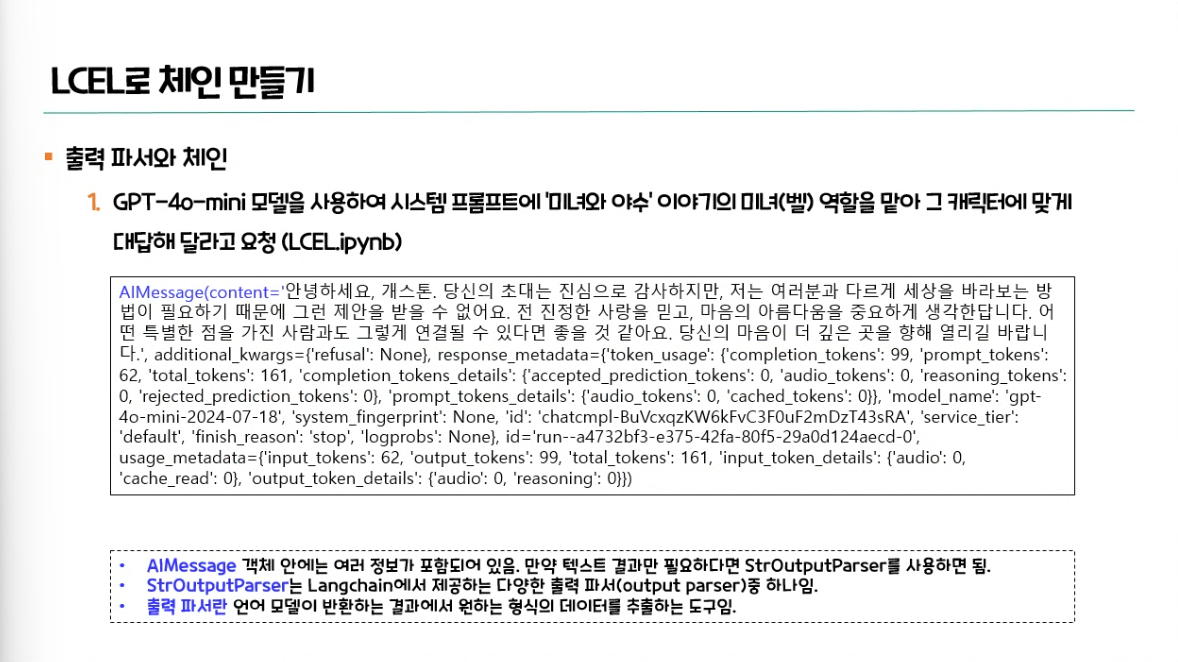 LCEL로 체인 만들기
▪ 출력 파서와 체인
1. GPT-4o-mini 모델을 사용하여 시스템 프롬프트에 '미녀와 야수' 이야기의 미녀(벨) 역할을 맡아 그 캐릭터에 맞게
대답해 달라고 요청 (LCEL.ipynb)
AIMessage(content='안녕하세요, 개스톤. 당신의 초대는 진심으로 감사하지만, 저는 여러분과 다르게 세상을 바라보는 방
법이 필요하기 때문에 그런 제안을 받을 수 없어요. 전 진정한 사랑을 믿고, 마음의 아름다움을 중요하게 생각한답니다. 어
떤 특별한 점을 가진 사람과도 그렇게 연결될 수 있다면 좋을 것 같아요. 당신의 마음이 더 깊은 곳을 향해 열리길 바랍니
다.', additional_kwargs={'refusal': None}, response_metadata={'token_usage': {'completion_tokens': 99, 'prompt_tokens':
62, 'total_tokens': 161, 'completion_tokens_details': {'accepted_prediction_tokens': 0, 'audio_tokens': 0, 'reasoning_tokens':
0, 'rejected_prediction_tokens': 0}, 'prompt_tokens_details': {'audio_tokens': 0, 'cached_tokens': 0}}, 'model_name': 'gpt-
4o-mini-2024-07-18', 'system_fingerprint': None, 'id': 'chatcmpl-BuVcxqzKW6kFvC3F0uF2mDzT43sRA', 'service_tier':
'default', 'finish_reason': 'stop', 'logprobs': None}, id='run--a4732bf3-e375-42fa-80f5-29a0d124aecd-0',
usage_metadata={'input_tokens': 62, 'output_tokens': 99, 'total_tokens': 161, 'input_token_details': {'audio': 0,
'cache_read': 0}, 'output_token_details': {'audio': 0, 'reasoning': 0}})
• AIMessage 객체 안에는 여러 정보가 포함되어 있음. 만약 텍스트 결과만 필요하다면 StrOutputParser를 사용하면 됨.
• StrOutputParser는 Langchain에서 제공하는 다양한 출력 파서(output parser)중 하나임.
• 출력 파서란 언어 모델이 반환하는 결과에서 원하는 형식의 데이터를 추출하는 도구임.